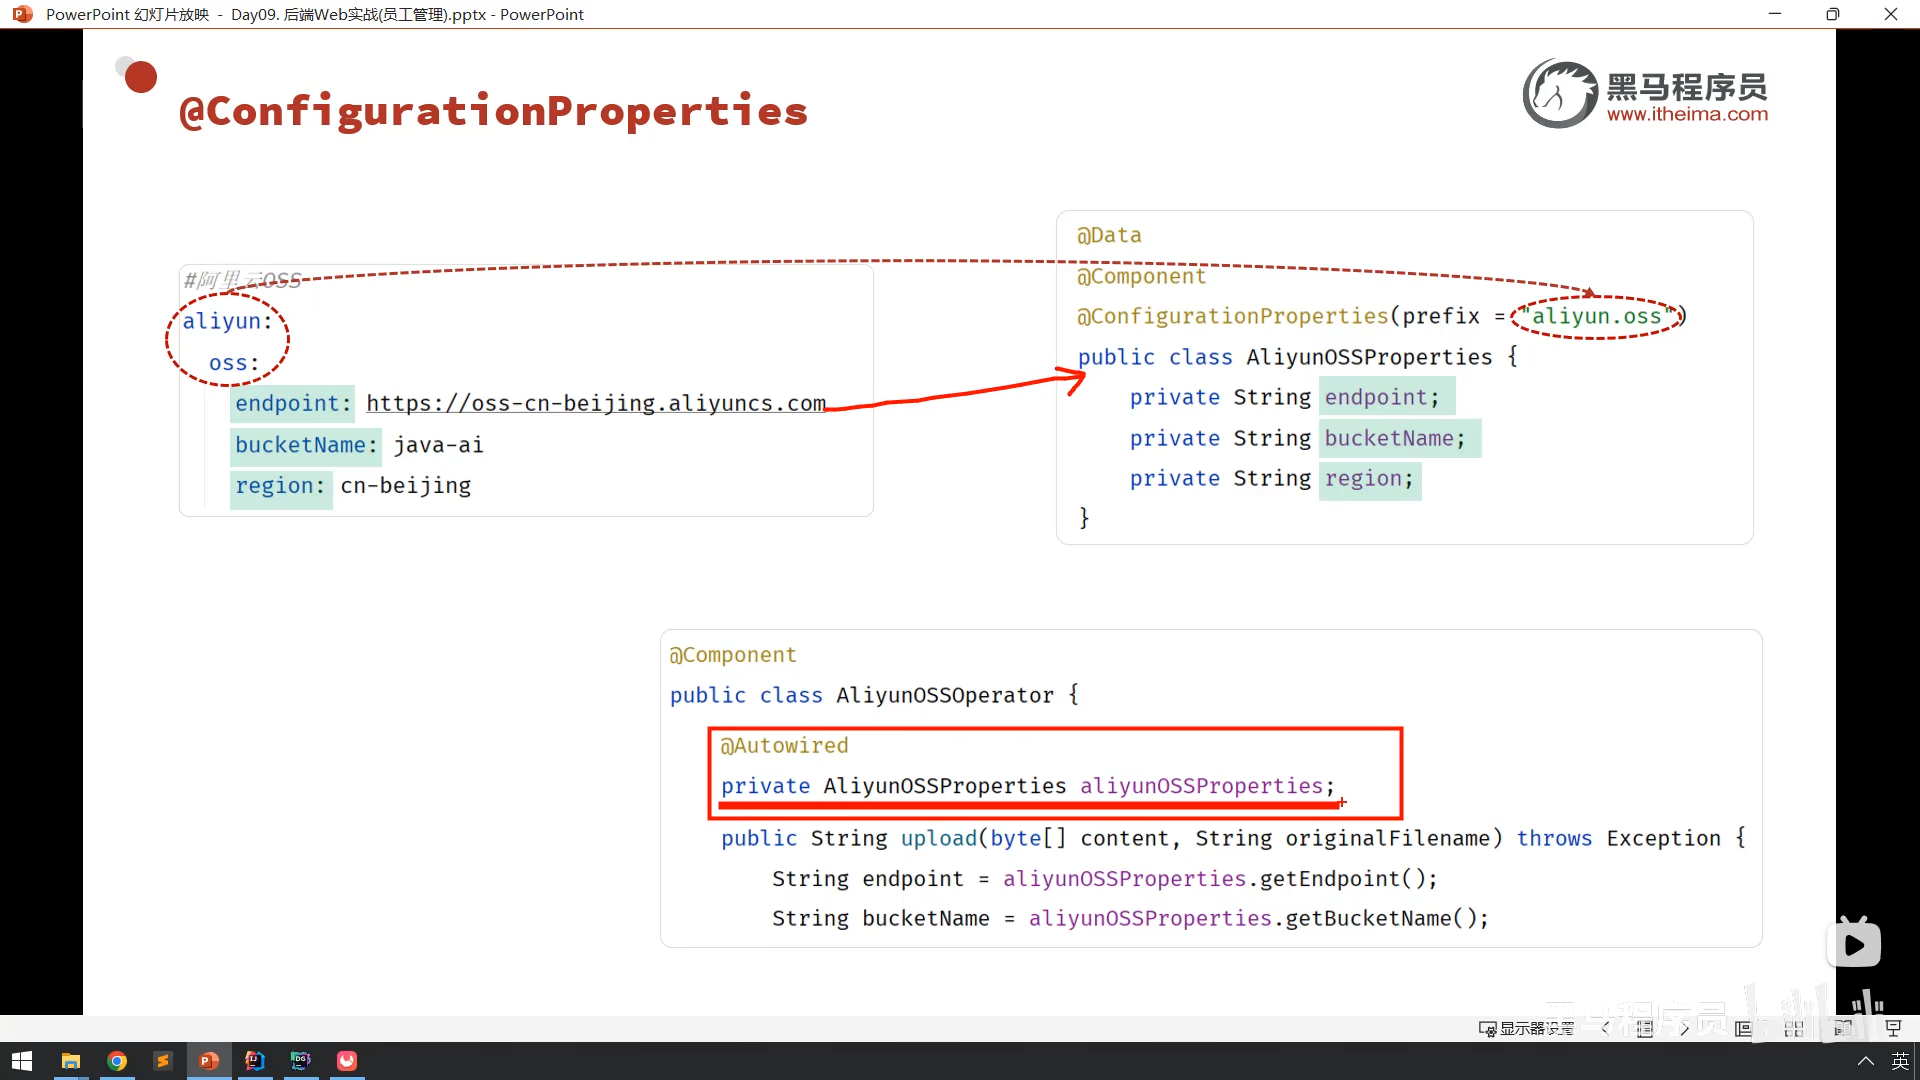 PowerPoint 幻灯片放映 - Day09. 后端Web实战(员工管理).pptx - PowerPoint
@ConfigurationProperties
黑马程序员
www.itheima.com
#阿里云OSS
aliyun:
oss:
endpoint: https://oss-cn-beijing.aliyuncs.com
bucketName: java-ai
region: cn-beijing
@Data
@Component
@ConfigurationProperties(prefix = "aliyun.oss")
public class AliyunOSSProperties {
private String endpoint;
private String bucketName;
private String region;
}
@Component
public class AliyunOSSOperator {
@Autowired
private AliyunOSSProperties aliyunOSSProperties;
public String upload(byte[] content, String originalFilename) throws Exception {
String endpoint = aliyunOSSProperties.getEndpoint();
String bucketName = aliyunOSSProperties.getBucketName();
黑马程序员
显示器设置
英